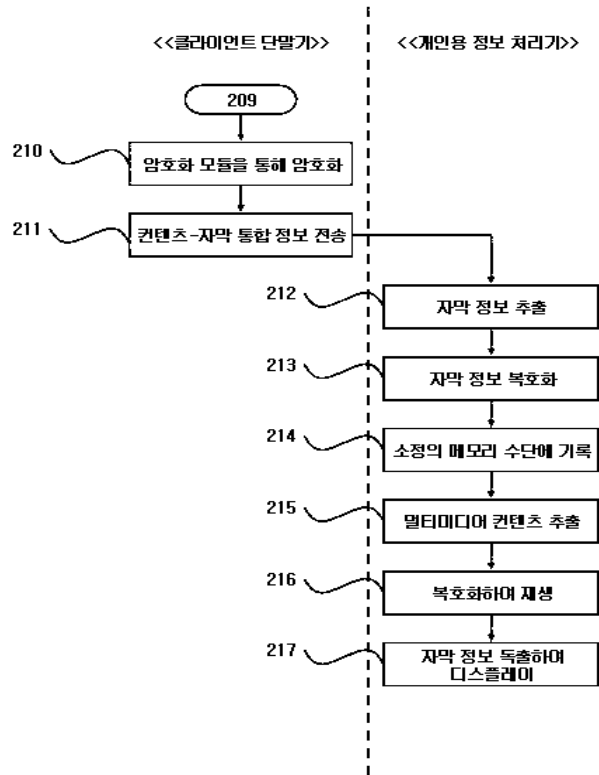 <<클라이언트 단말기>>
<<개인용 정보 처리기>>
209
210
암호화 모듈을 통해 암호화
211
컨텐츠-자막 통합 정보 전송
212
자막 정보 추출
213
자막 정보 복호화
214
소정의 메모리 수단에 기록
215
멀티미디어 컨텐츠 추출
216
복호화하여 재생
217
자막 정보 독출하여
디스플레이